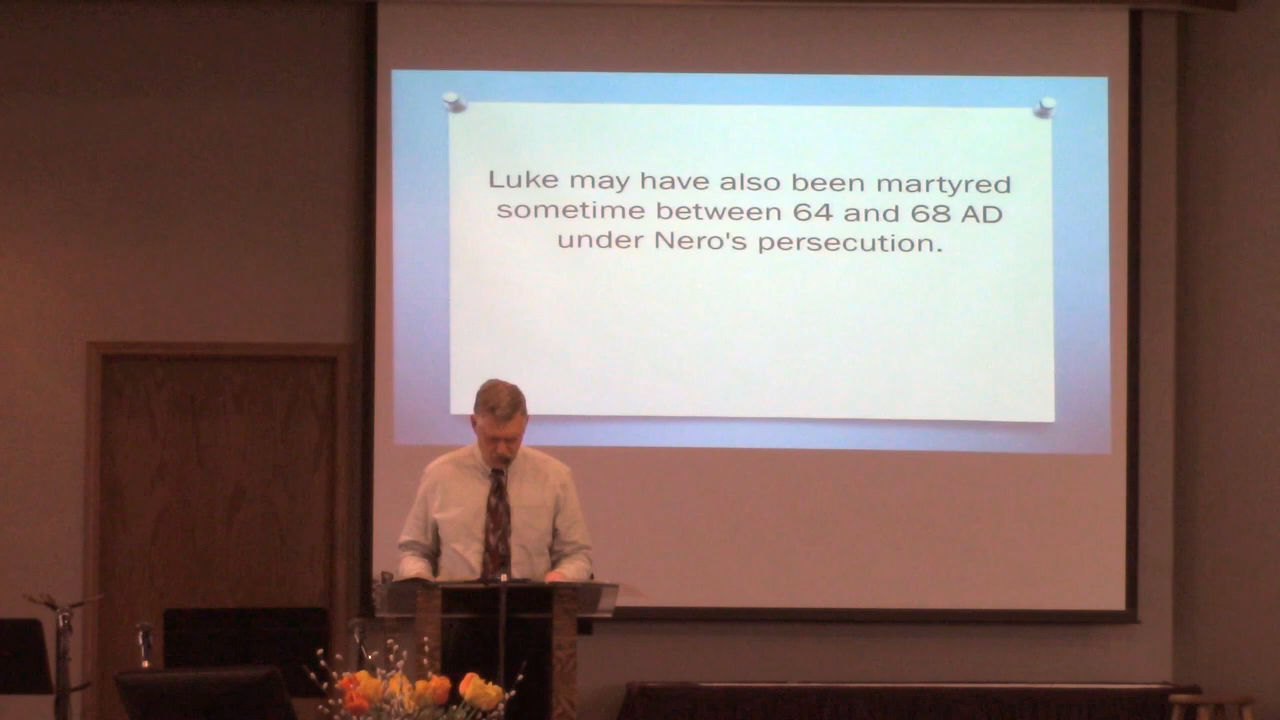 Luke may have also been martyred
sometime between 64 and 68 AD
under Nero's persecution.